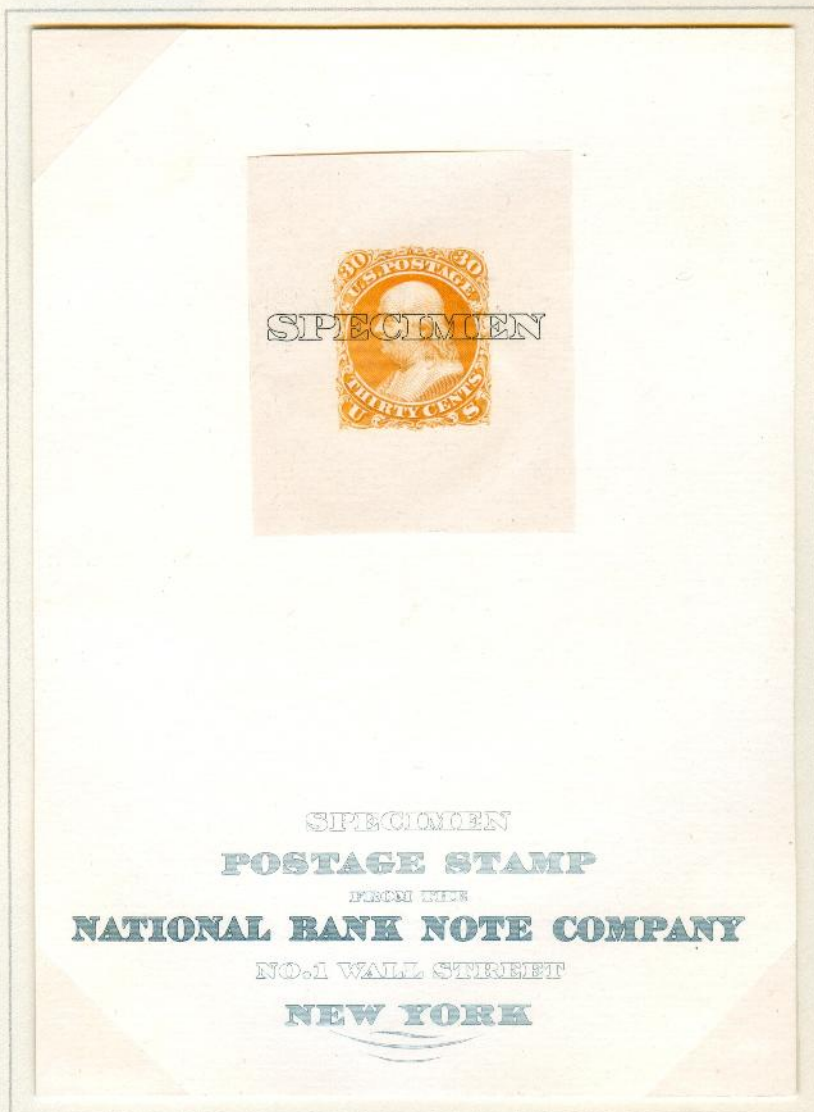 30 30
U.S. POSTAGE
SPECIMEN
THIRTY CENTS
U S
SPECIMEN
POSTAGE STAMP
FROM THE
NATIONAL BANK NOTE COMPANY
NO.1 WALL STREET
NEW YORK